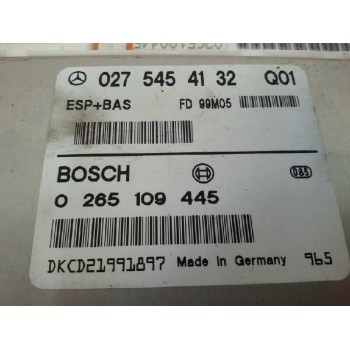 027 545 41 32 Q01
ESP+BAS FD 99M05
BOSCH
085
0 265 109 445
DKCD21991897 Made in Germany 965